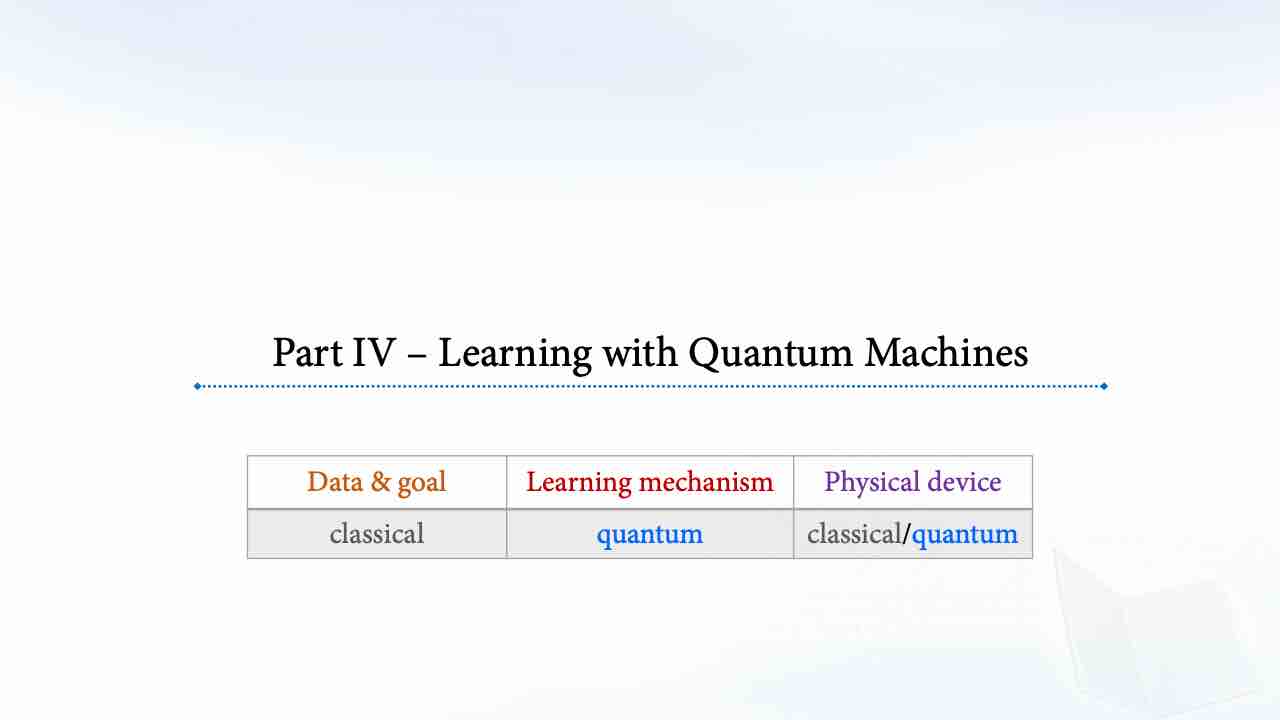 Part IV – Learning with Quantum Machines
Data & goal Learning mechanism Physical device
classical quantum classical/quantum